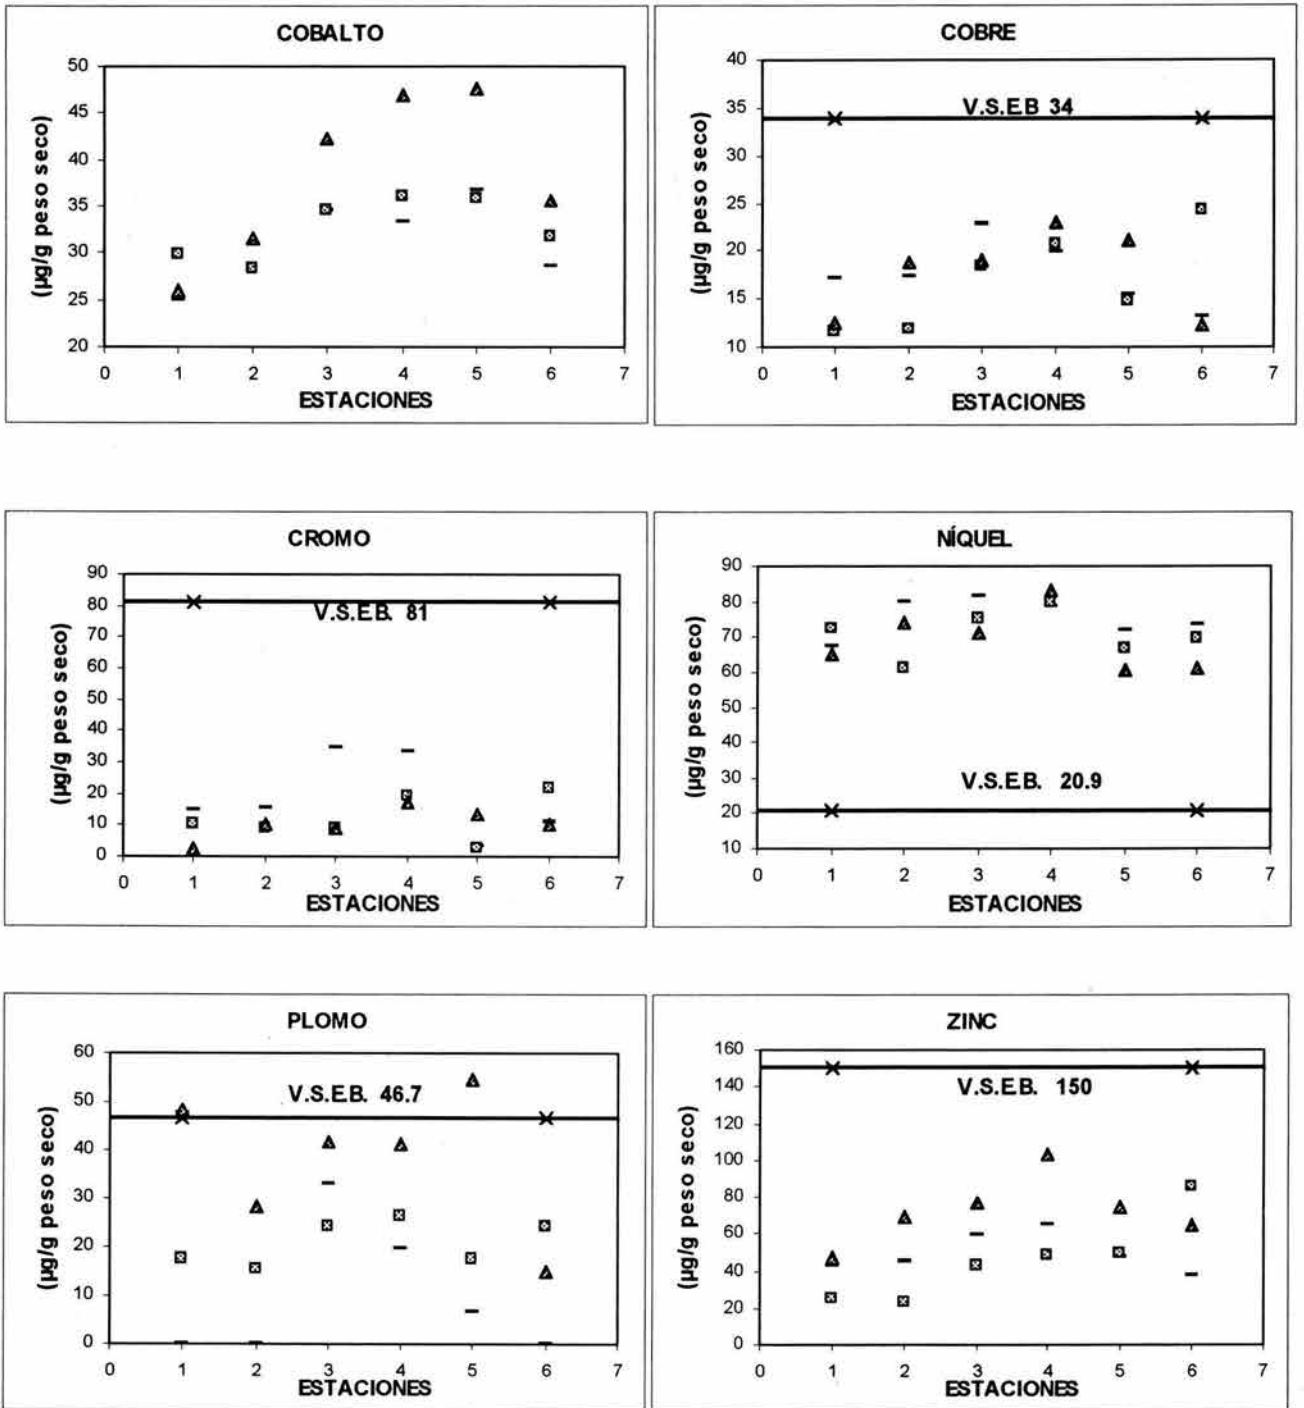 COBALTO
50
45
40
35
30
25
20
(µg/g peso seco)
0 1 2 3 4 5 6 7
ESTACIONES
COBRE
40
35
30
25
20
15
10
(µg/g peso seco)
V.S.E.B 34
0 1 2 3 4 5 6 7
ESTACIONES
CROMO
90
80
70
60
50
40
30
20
10
0
(µg/g peso seco)
V.S.E.B. 81
0 1 2 3 4 5 6 7
ESTACIONES
NÍQUEL
90
80
70
60
50
40
30
20
10
(µg/g peso seco)
V.S.E.B. 20.9
0 1 2 3 4 5 6 7
ESTACIONES
PLOMO
60
50
40
30
20
10
0
(µg/g peso seco)
V.S.E.B. 46.7
0 1 2 3 4 5 6 7
ESTACIONES
ZINC
160
140
120
100
80
60
40
20
0
(µg/g peso seco)
V.S.E.B. 150
0 1 2 3 4 5 6 7
ESTACIONES